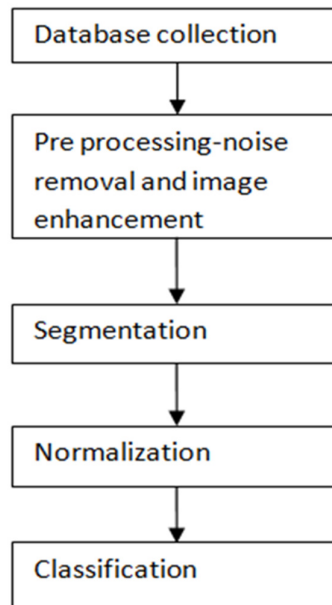 Database collection
Pre processing-noise
removal and image
enhancement
Segmentation
Normalization
Classification